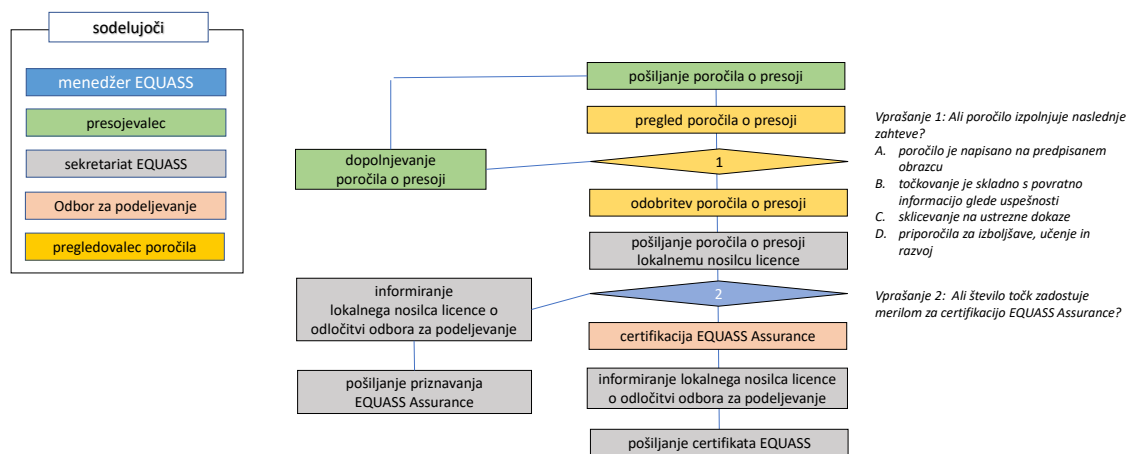 sodelujoči
menedžer EQUASS
presojevalec
sekretariat EQUASS
Odbor za podeljevanje
pregledovalec poročila
pošiljanje poročila o presoji
pregled poročila o presoji
dopolnjevanje
poročila o presoji
1
odobritev poročila o presoji
pošiljanje poročila o presoji
lokalnemu nosilcu licence
informiranje
lokalnega nosilca licence o
odločitvi odbora za podeljevanje
2
certifikacija EQUASS Assurance
pošiljanje priznavanja
EQUASS Assurance
informiranje lokalnega nosilca licence
o odločitvi odbora za podeljevanje
pošiljanje certifikata EQUASS
Vprašanje 1: Ali poročilo izpolnjuje naslednje
zahteve?
A. poročilo je napisano na predpisanem
obrazcu
B. točkovanje je skladno s povratno
informacijo glede uspešnosti
C. sklicevanje na ustrezne dokaze
D. priporočila za izboljšave, učenje in
razvoj
Vprašanje 2: Ali število točk zadostuje
merilom za certifikacijo EQUASS Assurance?